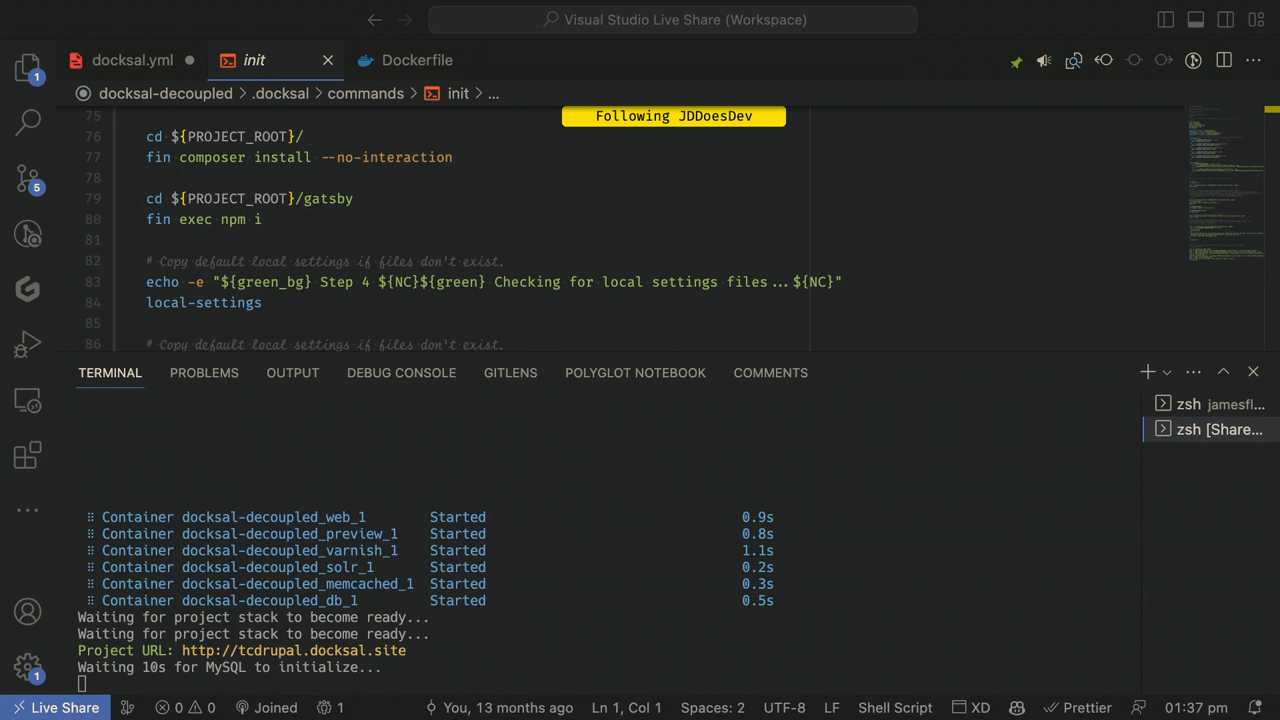 Visual Studio Live Share (Workspace)
docksal.yml
init
Dockerfile
docksal-decoupled > .docksal > commands > init > ...
Following JDDoesDev
75
76 cd ${PROJECT_ROOT}/
77 fin composer install --no-interaction
78
79 cd ${PROJECT_ROOT}/gatsby
80 fin exec npm i
81
82 # Copy default local settings if files don't exist.
83 echo -e "${green_bg} Step 4 ${NC}${green} Checking for local settings files...${NC}"
84 local-settings
85
86 # Copy default local settings if files don't exist.
1
5
TERMINAL PROBLEMS OUTPUT DEBUG CONSOLE GITLENS POLYGLOT NOTEBOOK COMMENTS
zsh jamesfl...
zsh [Share...
Container docksal-decoupled_web_1 Started 0.9s
Container docksal-decoupled_preview_1 Started 0.8s
Container docksal-decoupled_varnish_1 Started 1.1s
Container docksal-decoupled_solr_1 Started 0.2s
Container docksal-decoupled_memcached_1 Started 0.3s
Container docksal-decoupled_db_1 Started 0.5s
Waiting for project stack to become ready...
Waiting for project stack to become ready...
Project URL: http://tcdrupal.docksal.site
Waiting 10s for MySQL to initialize...
1
Live Share 0 0 Joined 1 You, 13 months ago Ln 1, Col 1 Spaces: 2 UTF-8 LF Shell Script XD Prettier 01:37 pm